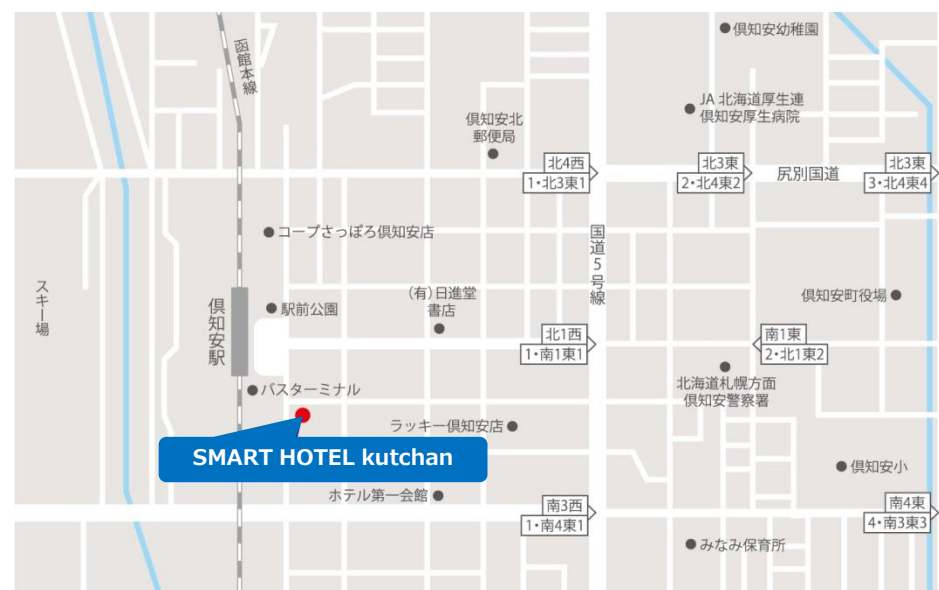 倶知安幼稚園
函館本線
JA 北海道厚生連
倶知安厚生病院
倶知安北
郵便局
北4西
1・北3東1
北3東
2・北4東2
尻別国道
北3東
3・北4東4
コープさっぽろ倶知安店
国道5号線
スキー場
倶知安駅
駅前公園
(有)日進堂
書店
倶知安町役場
北1西
1・南1東1
南1東
2・北1東2
北海道札幌方面
倶知安警察署
バスターミナル
ラッキー倶知安店
SMART HOTEL kutchan
倶知安小
ホテル第一会館
南3西
1・南4東1
南4東
4・南3東3
みなみ保育所